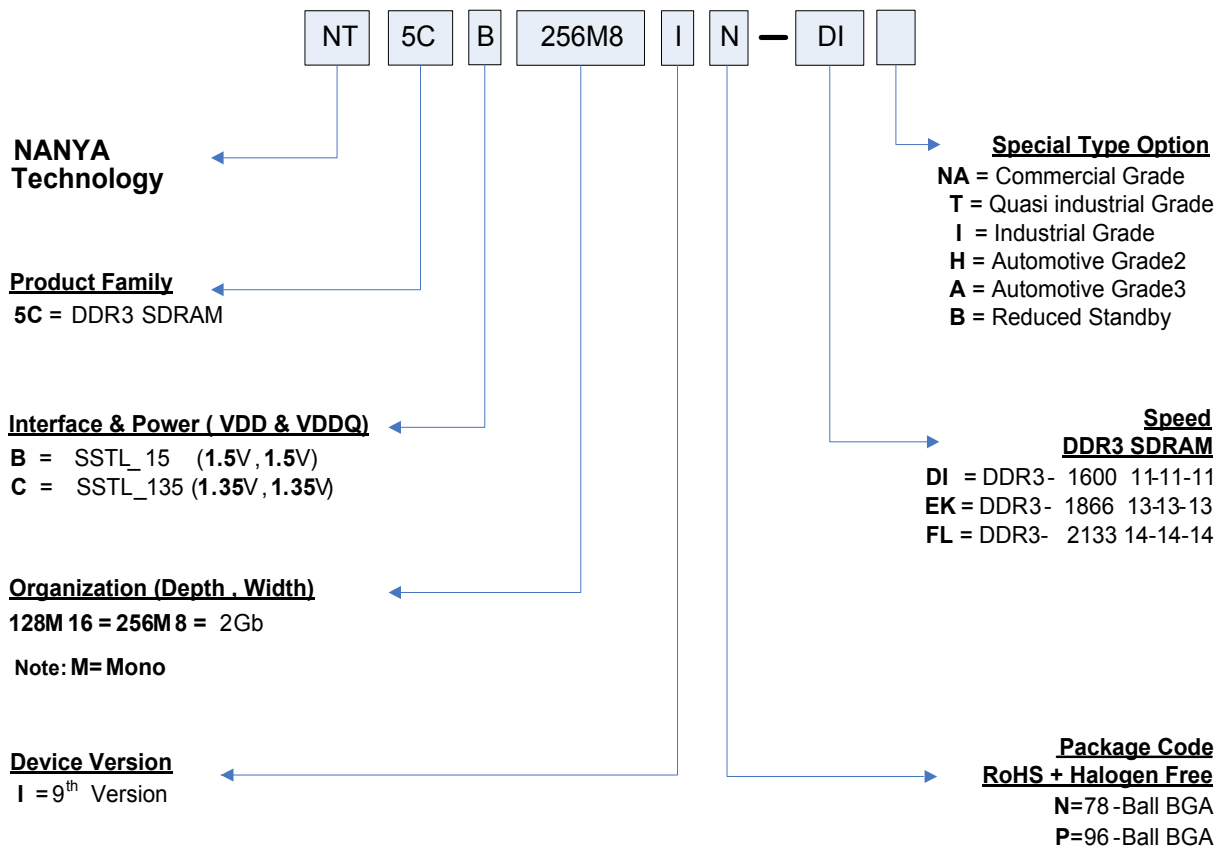 NT 5C B 256M8 I N – DI
NANYA
Technology
Product Family
5C = DDR3 SDRAM
Interface & Power ( VDD & VDDQ)
B = SSTL_15 (1.5V,1.5V)
C = SSTL_135 (1.35V,1.35V)
Organization (Depth , Width)
128M 16 = 256M 8 = 2Gb
Note: M= Mono
Device Version
I = 9th Version
Special Type Option
NA = Commercial Grade
T = Quasi industrial Grade
I = Industrial Grade
H = Automotive Grade2
A = Automotive Grade3
B = Reduced Standby
Speed
DDR3 SDRAM
DI = DDR3- 1600 11-11-11
EK = DDR3- 1866 13-13-13
FL = DDR3- 2133 14-14-14
Package Code
RoHS + Halogen Free
N=78-Ball BGA
P=96-Ball BGA